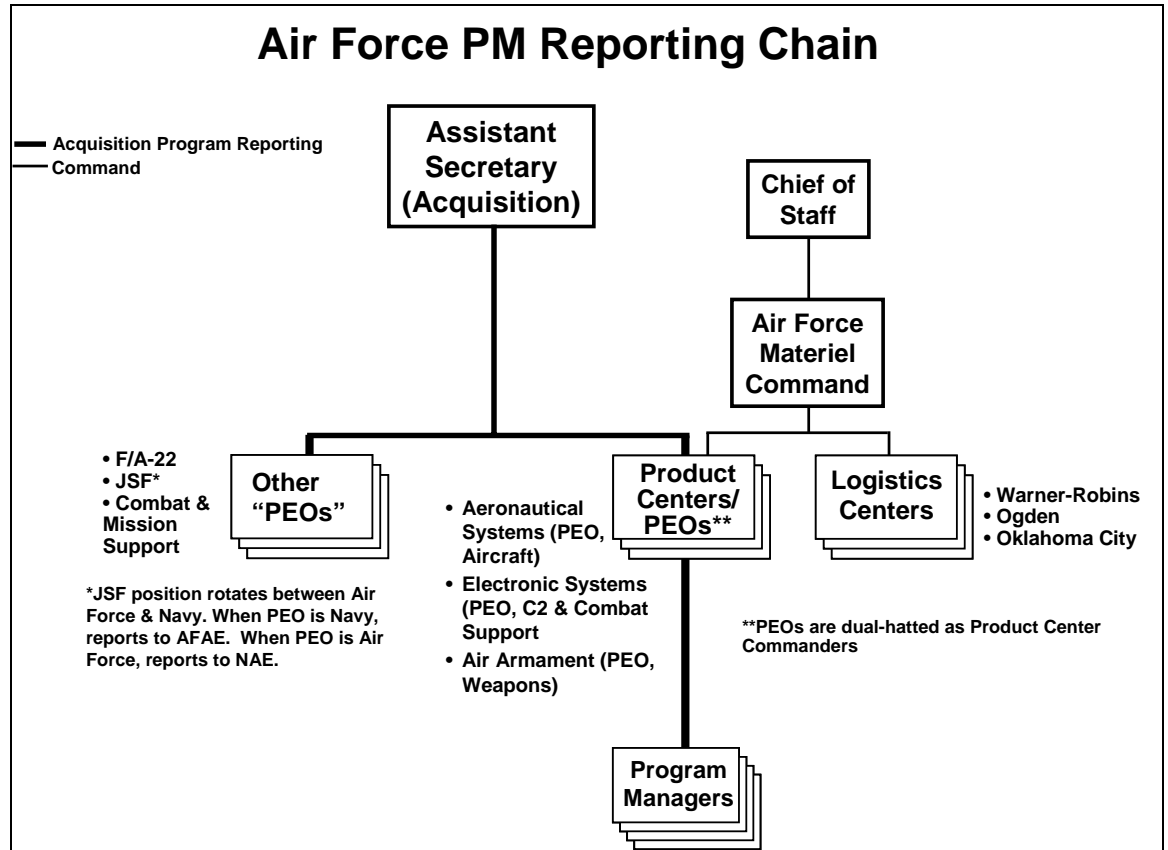 Air Force PM Reporting Chain
Acquisition Program Reporting
Command
Assistant
Secretary
(Acquisition)
Chief of
Staff
Air Force
Materiel
Command
• F/A-22
• JSF*
• Combat &
Mission
Support
Other
“PEOs”
• Aeronautical
Systems (PEO,
Aircraft)
• Electronic Systems
(PEO, C2 & Combat
Support
• Air Armament (PEO,
Weapons)
Product
Centers/
PEOs**
Logistics
Centers
• Warner-Robins
• Ogden
• Oklahoma City
*JSF position rotates between Air
Force & Navy. When PEO is Navy,
reports to AFAE.  When PEO is Air
Force, reports to NAE.
**PEOs are dual-hatted as Product Center
Commanders
Program
Managers